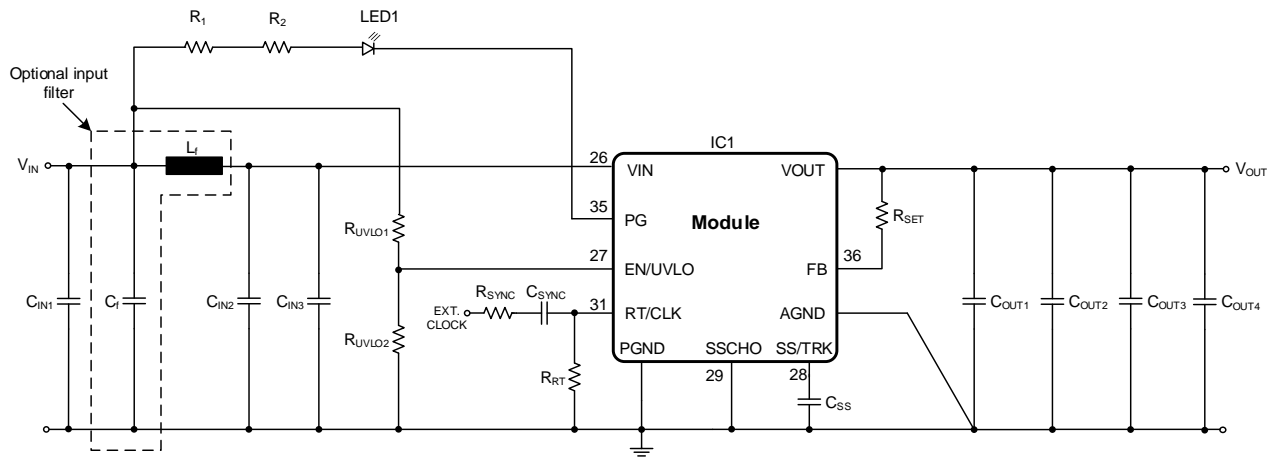 R1
R2
LED1
Optional input
filter
Lf
VIN
26
IC1
VIN
VOUT
VOUT
35
PG
Module
RSET
RUVLO1
27
EN/UVLO
FB
36
CIN1
Cf
CIN2
CIN3
RSYNC
CSYNC
EXT.
CLOCK
31
RT/CLK
AGND
COUT1
COUT2
COUT3
COUT4
RUVLO2
RRT
PGND
SSCHO
SS/TRK
29
28
CSS